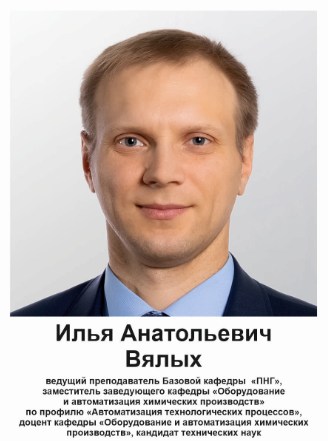 Илья Анатольевич
Вялых
ведущий преподаватель Базовой кафедры «ПНГ»,
заместитель заведующего кафедры «Оборудование
и автоматизация химических производств»
по профилю «Автоматизация технологических процессов»,
доцент кафедры «Оборудование и автоматизация химических
производств», кандидат технических наук